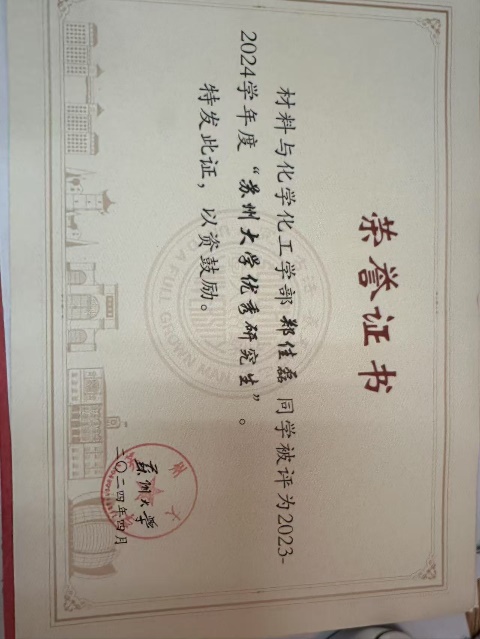 荣誉证书
材料与化学化工学部 郑佳磊 同学被评为2023-
2024学年度“苏州大学优秀研究生”。
特发此证，以资鼓励。
苏州大学
二〇二四年四月
A FULL GROWN MAN